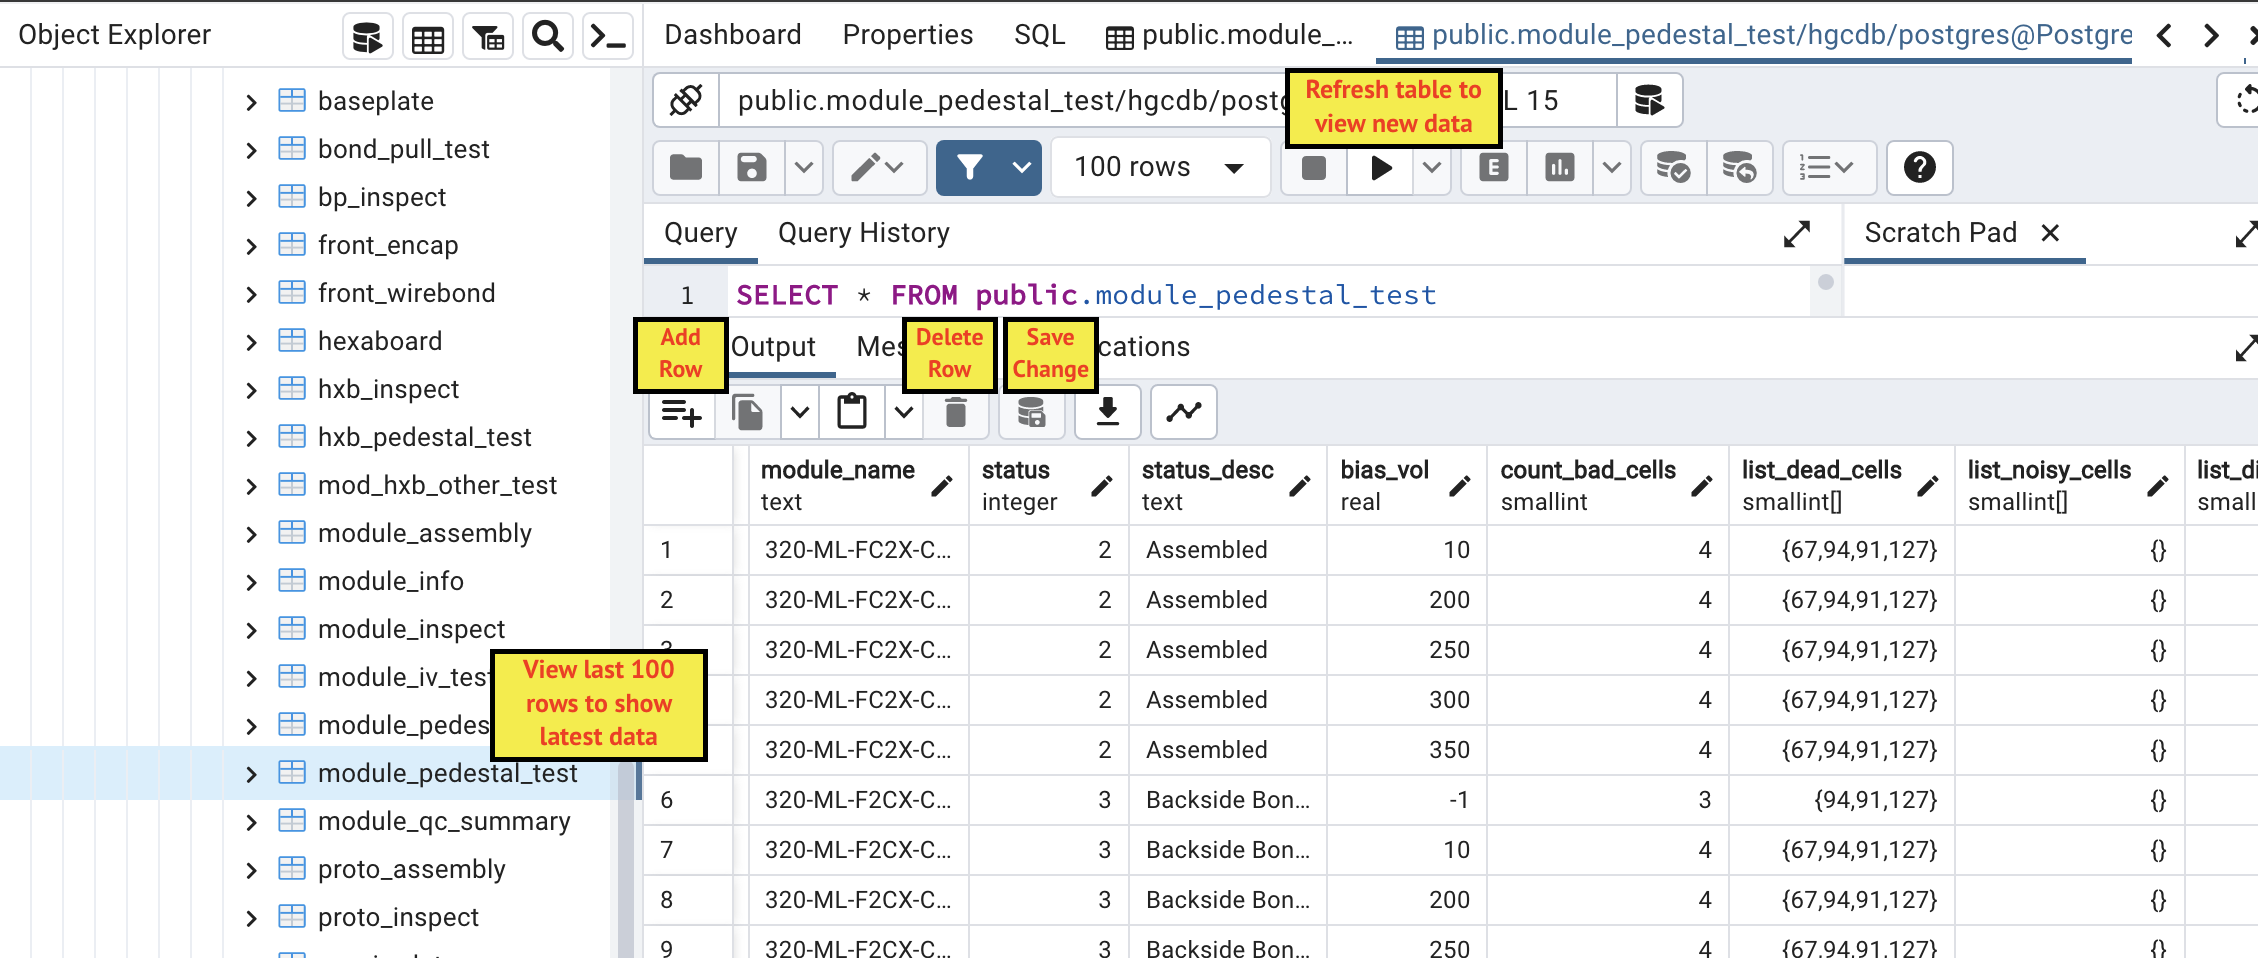 Object Explorer
Dashboard
Properties
SQL
public.module_...
public.module_pedestal_test/hgcdb/postgres@Postgre
baseplate
bond_pull_test
bp_inspect
front_encap
front_wirebond
hexaboard
hxb_inspect
hxb_pedestal_test
mod_hxb_other_test
module_assembly
module_info
module_inspect
module_iv_test
module_pedes
module_pedestal_test
module_qc_summary
proto_assembly
proto_inspect
View last 100
rows to show
latest data
public.module_pedestal_test/hgcdb/postg
L 15
Refresh table to
view new data
100 rows
E
Query
Query History
Scratch Pad
1 SELECT * FROM public.module_pedestal_test
Add
Row
Output
Mes
Delete
Row
Save
Change
cations
module_name status status_desc bias_vol count_bad_cells list_dead_cells list_noisy_cells list_di
text integer text real smallint smallint[] smallint[] small
1 320-ML-FC2X-C... 2 Assembled 10 4 {67,94,91,127} {}
2 320-ML-FC2X-C... 2 Assembled 200 4 {67,94,91,127} {}
3 320-ML-FC2X-C... 2 Assembled 250 4 {67,94,91,127} {}
320-ML-FC2X-C... 2 Assembled 300 4 {67,94,91,127} {}
320-ML-FC2X-C... 2 Assembled 350 4 {67,94,91,127} {}
6 320-ML-F2CX-C... 3 Backside Bon... -1 3 {94,91,127} {}
7 320-ML-F2CX-C... 3 Backside Bon... 10 4 {67,94,91,127} {}
8 320-ML-F2CX-C... 3 Backside Bon... 200 4 {67,94,91,127} {}
9 320-ML-F2CX-C... 3 Backside Bon... 250 4 {67,94,91,127} {}